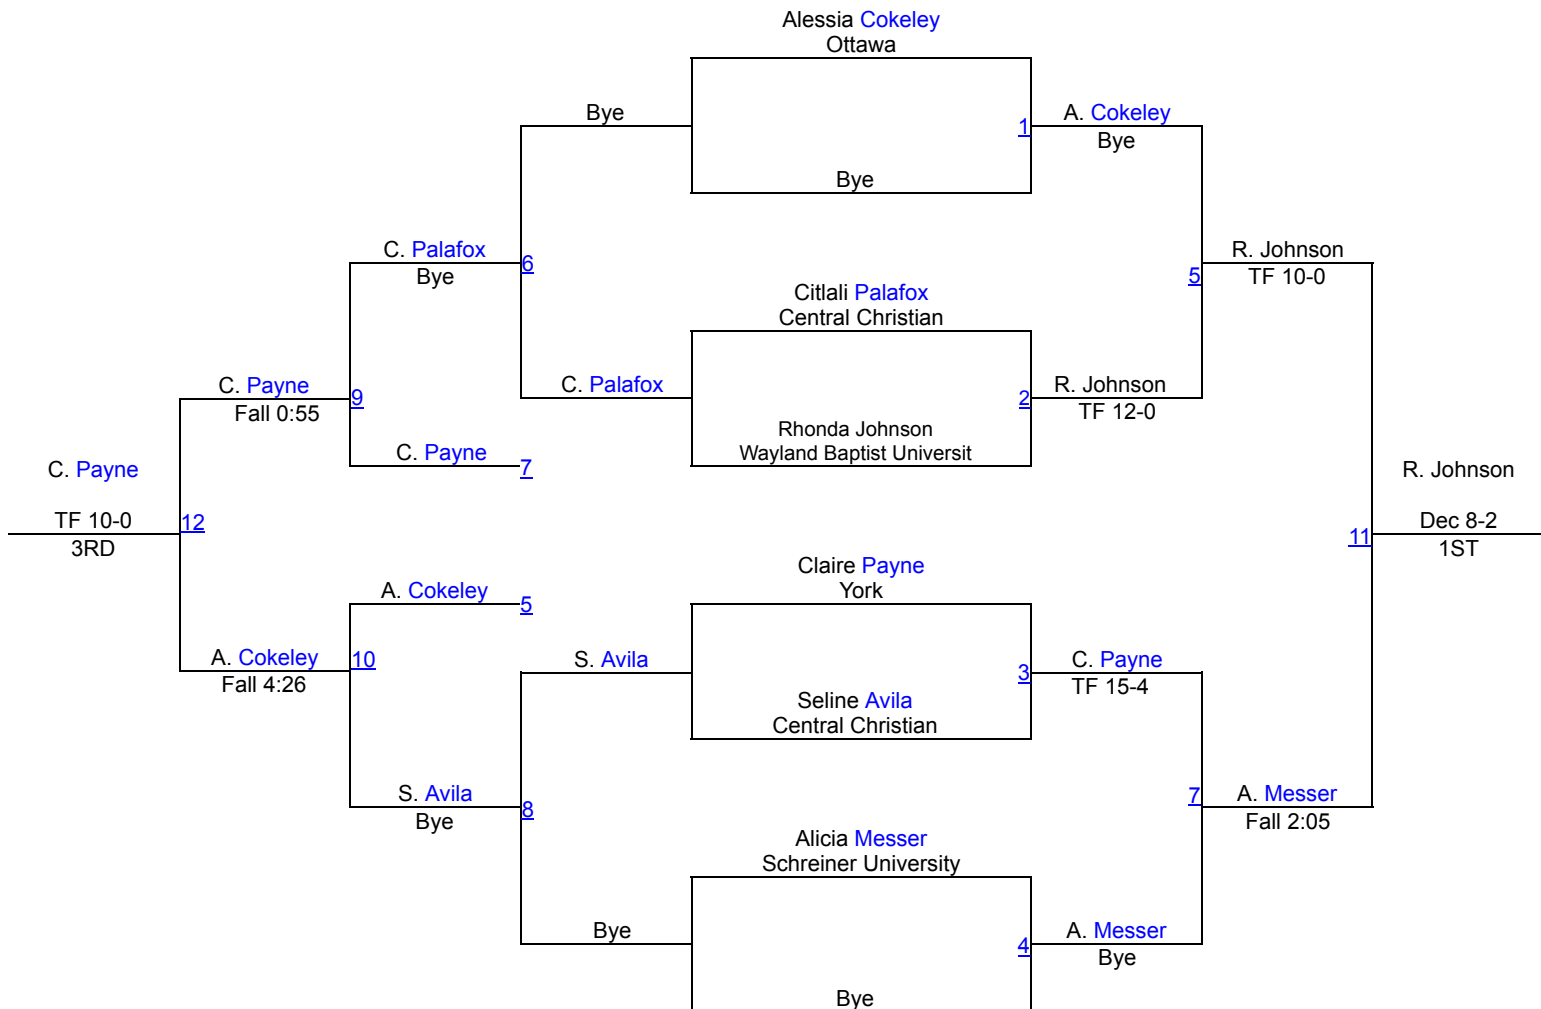 Alessia Cokeley
Ottawa
Bye
1
A. Cokeley
Bye
Bye
C. Palafox
Bye
6
R. Johnson
TF 10-0
5
Citlali Palafox
Central Christian
C. Payne
Fall 0:55
9
C. Palafox
2
R. Johnson
TF 12-0
Rhonda Johnson
Wayland Baptist Universit
C. Payne
7
C. Payne
TF 10-0
3RD
12
R. Johnson
Dec 8-2
1ST
11
Claire Payne
York
A. Cokeley
5
A. Cokeley
Fall 4:26
10
S. Avila
3
C. Payne
TF 15-4
Seline Avila
Central Christian
S. Avila
Bye
8
7
A. Messer
Fall 2:05
Alicia Messer
Schreiner University
Bye
4
A. Messer
Bye
Bye